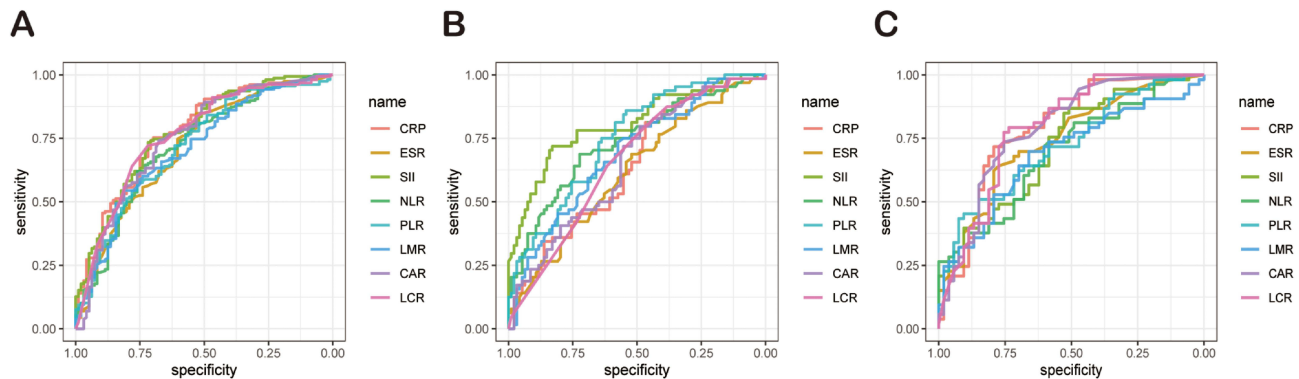 A
B
C
sensitivity
1.00
0.75
0.50
0.25
0.00
1.00 0.75 0.50 0.25 0.00
specificity
name
CRP
ESR
SII
NLR
PLR
LMR
CAR
LCR
sensitivity
1.00
0.75
0.50
0.25
0.00
1.00 0.75 0.50 0.25 0.00
specificity
name
CRP
ESR
SII
NLR
PLR
LMR
CAR
LCR
sensitivity
1.00
0.75
0.50
0.25
0.00
1.00 0.75 0.50 0.25 0.00
specificity
name
CRP
ESR
SII
NLR
PLR
LMR
CAR
LCR